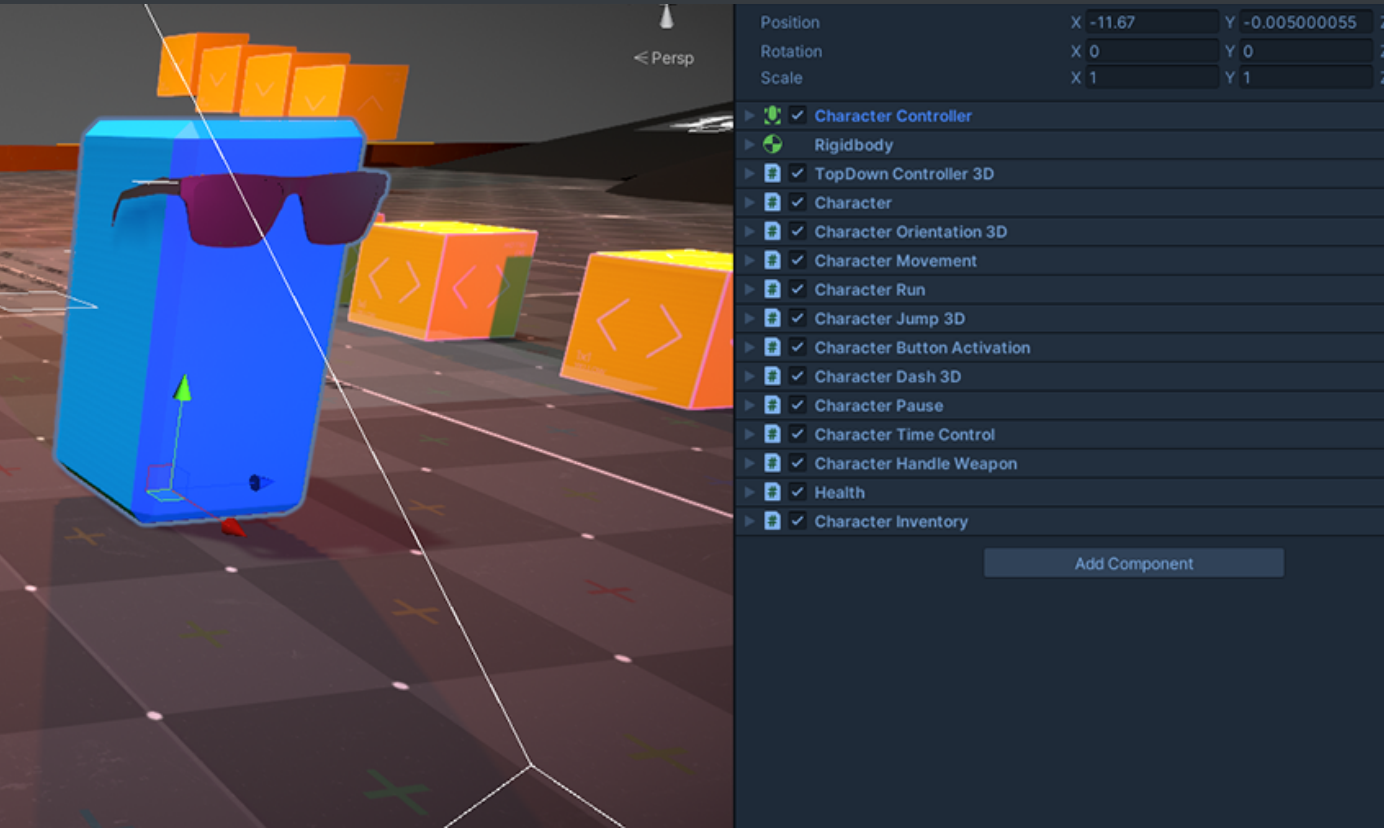 Persp
Position X -11.67 Y -0.005000055
Rotation X 0 Y 0
Scale X 1 Y 1
Character Controller
Rigidbody
TopDown Controller 3D
Character
Character Orientation 3D
Character Movement
Character Run
Character Jump 3D
Character Button Activation
Character Dash 3D
Character Pause
Character Time Control
Character Handle Weapon
Health
Character Inventory
Add Component